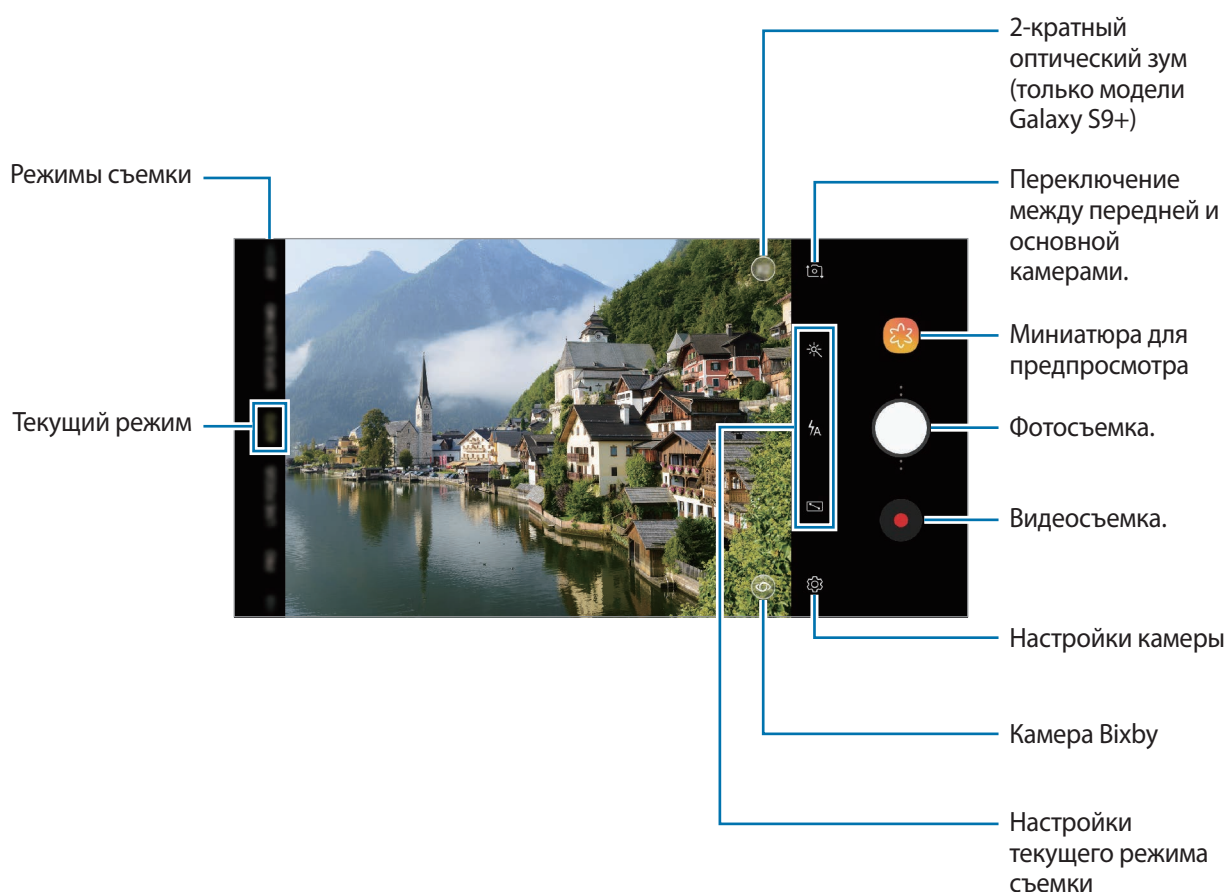 2-кратный
оптический зум
(только модели
Galaxy S9+)
Режимы съемки
Переключение
между передней и
основной
камерами.
Миниатюра для
предпросмотра
Текущий режим
Фотосъемка.
Видеосъемка.
Настройки камеры
Камера Bixby
Настройки
текущего режима
съемки